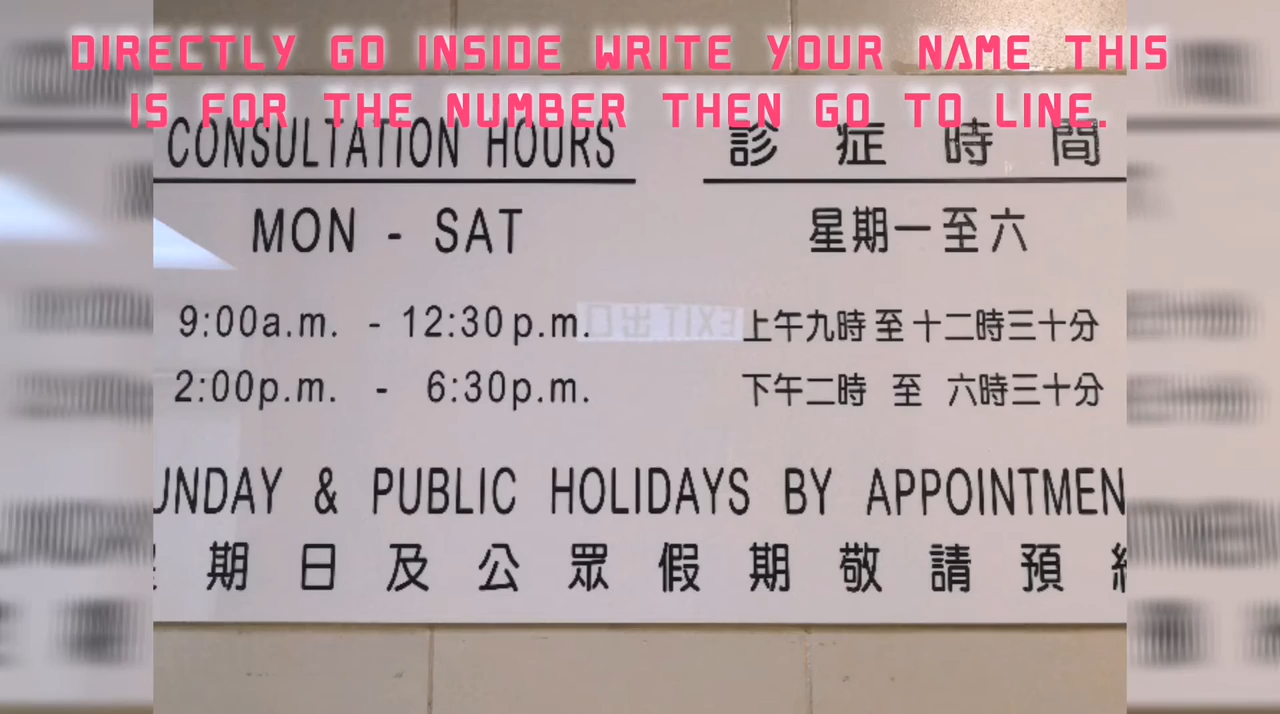 DIRECTLY GO INSIDE WRITE YOUR NAME THIS
IS FOR THE NUMBER THEN GO TO LINE.
CONSULTATION HOURS
診症時間
MON - SAT
星期一至六
9:00a.m. - 12:30p.m.
上午九時至十二時三十分
2:00p.m. - 6:30p.m.
下午二時 至 六時三十分
EXIT 出口
UNDAY & PUBLIC HOLIDAYS BY APPOINTMEN
期日及公眾假期敬請預